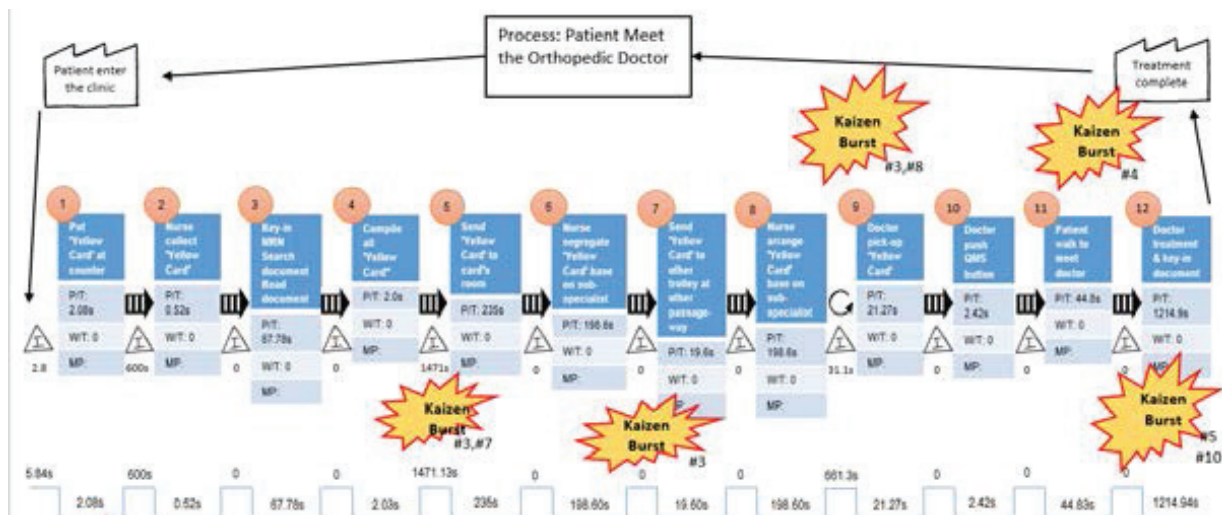 Process: Patient Meet
the Orthopedic Doctor
Patient enter
the clinic
Treatment
complete
Kaizen
Burst
#3,#8
Kaizen
Burst
#4
1
Put
'Yellow
Card' at
counter
P/T:
2.08s
W/T: 0
MP:
2
Nurse
collect
'Yellow
Card'
P/T:
0.52s
W/T: 0
MP:
3
Key-in
MRN
Search
document
Read
document
P/T:
67.78s
W/T: 0
MP:
4
Compile
all
'Yellow
Card'
P/T: 2.0s
W/T: 0
MP:
5
Send
'Yellow
Card' to
card's
room
P/T: 235s
W/T: 0
MP:
6
Nurse
segregate
'Yellow
Card' base
on sub-
specialist
P/T: 198.6s
W/T: 0
MP:
7
Send
'Yellow
Card' to
other
trolley at
other
passage-
way
P/T: 19.6s
W/T: 0
MP:
8
Nurse
arrange
'Yellow
Card'
base on
sub-
specialist
P/T:
198.6s
W/T: 0
MP:
9
Doctor
pick-up
'Yellow
Card'
P/T:
21.27s
W/T: 0
MP:
10
Doctor
push
QMS
button
P/T:
2.42s
W/T: 0
MP:
11
Patient
walk to
meet
doctor
P/T: 44.8s
W/T: 0
MP:
12
Doctor
treatment
& key-in
document
P/T:
1214.9s
W/T: 0
MP:
2.8
600s
0
0
1471s
0
0
0
31.1s
0
0
0
Kaizen
Burst
#3,#7
Kaizen
Burst
#3
Kaizen
Burst
#5
#10
5.84s 600s 0 0 1471.13s 0 0 0 661.3s 0 0 0
2.08s 0.52s 67.78s 2.03s 235s 198.60s 19.60s 198.60s 21.27s 2.42s 44.83s 1214.94s